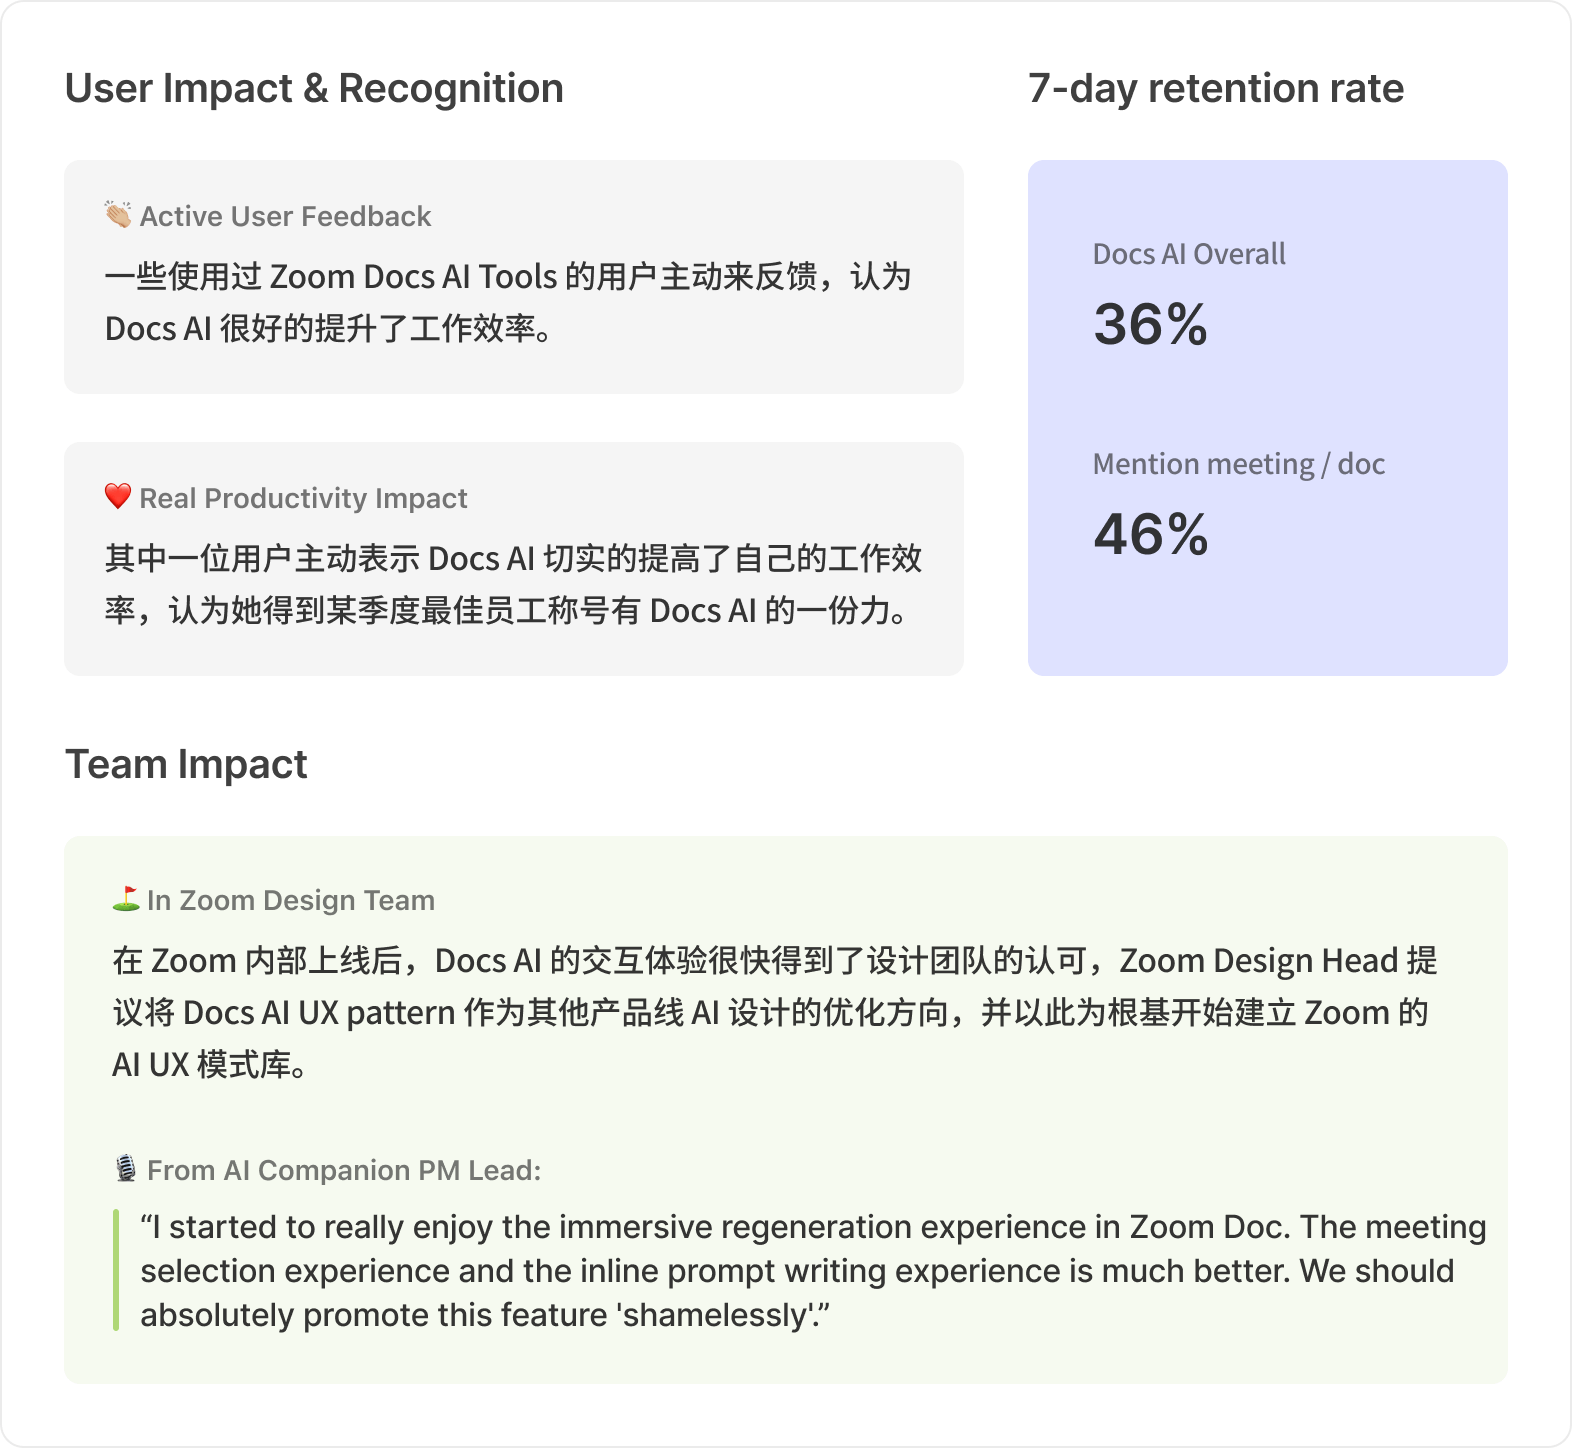 User Impact & Recognition
👏🏼 Active User Feedback
一些使用过 Zoom Docs AI Tools 的用户主动来反馈，认为
Docs AI 很好的提升了工作效率。
❤️ Real Productivity Impact
其中一位用户主动表示 Docs AI 切实的提高了自己的工作效
率，认为她得到某季度最佳员工称号有 Docs AI 的一份力。
7-day retention rate
Docs AI Overall
36%
Mention meeting / doc
46%
Team Impact
⛳️ In Zoom Design Team
在 Zoom 内部上线后，Docs AI 的交互体验很快得到了设计团队的认可，Zoom Design Head 提
议将 Docs AI UX pattern 作为其他产品线 AI 设计的优化方向，并以此为根基开始建立 Zoom 的
AI UX 模式库。
🎙️ From AI Companion PM Lead:
“I started to really enjoy the immersive regeneration experience in Zoom Doc. The meeting
selection experience and the inline prompt writing experience is much better. We should
absolutely promote this feature 'shamelessly'.”